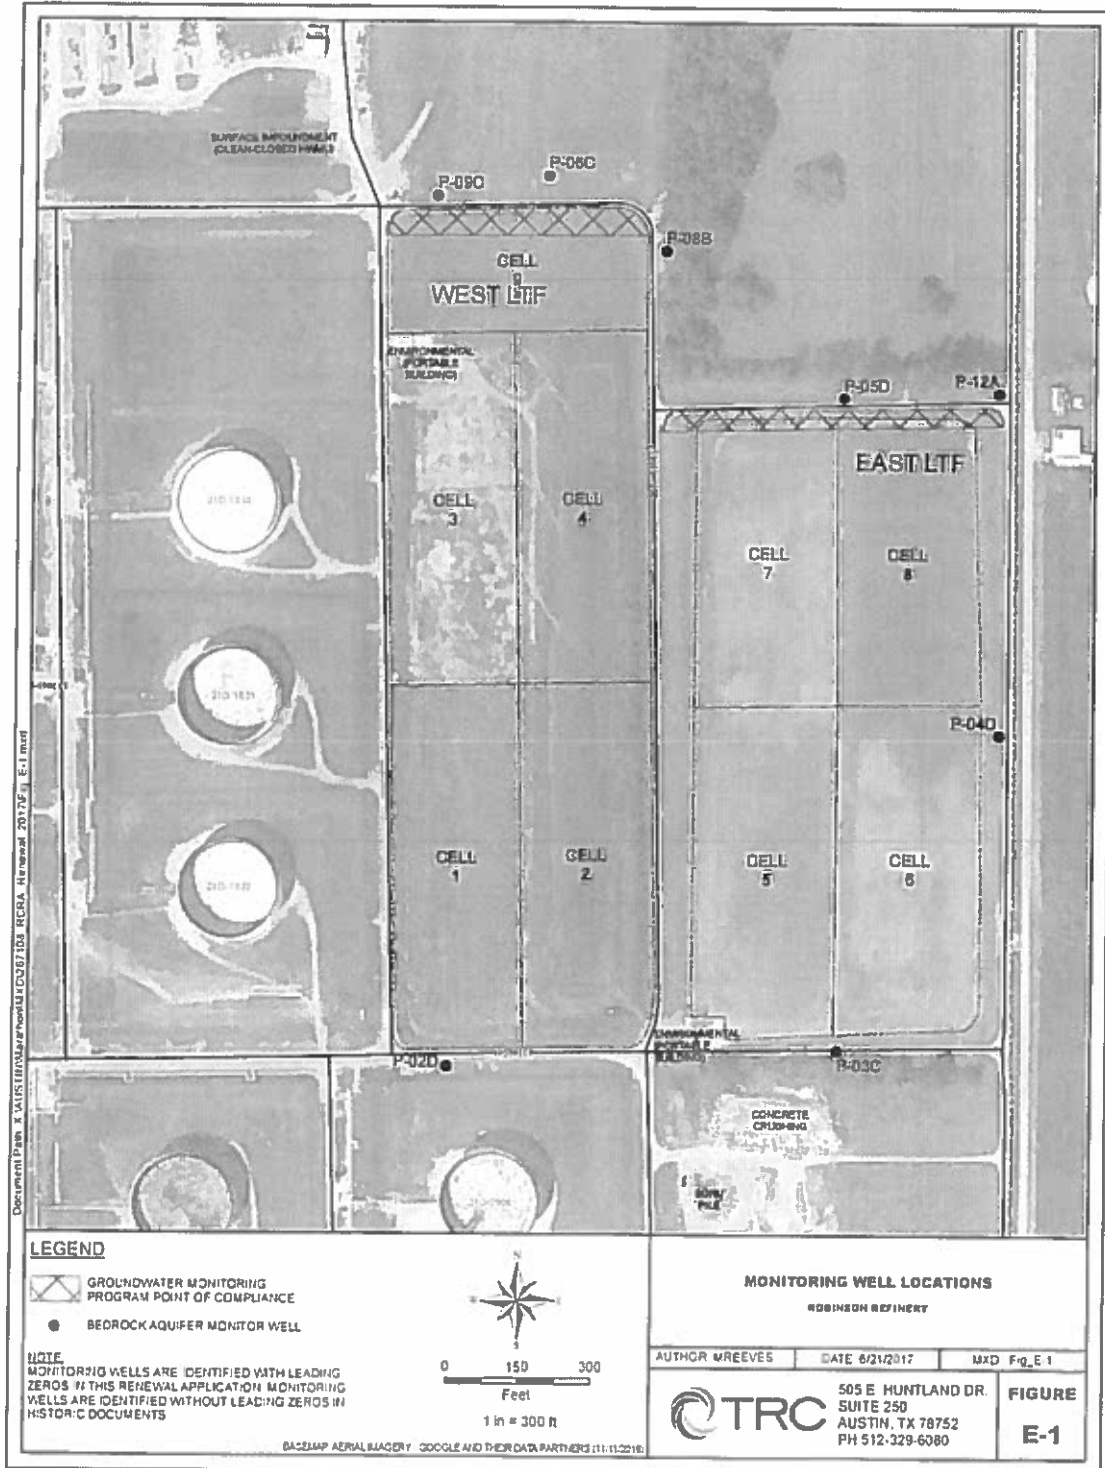 SURFACE IMPOUNDMENT
(CLEAN-CLOSED
P-09C
P-06C
P-08B
CELL
9
WEST LTF
ENVIRONMENTAL
(PORTABLE
BUILDING)
P-05D
P-12A
EAST LTF
CELL
3
CELL
4
CELL
7
CELL
8
P-04D
CELL
1
CELL
2
CELL
5
CELL
6
ENVIRONMENTAL
(PORTABLE
BUILDING)
P-02D
P-03C
CONCRETE
CRUSHING
PILE
LEGEND
GROUNDWATER MONITORING
PROGRAM POINT OF COMPLIANCE
BEDROCK AQUIFER MONITOR WELL
NOTE
MONITORING WELLS ARE IDENTIFIED WITH LEADING
ZEROS IN THIS RENEWAL APPLICATION MONITORING
WELLS ARE IDENTIFIED WITHOUT LEADING ZEROS IN
HISTORIC DOCUMENTS
N
W
E
S
0 150 300
Feet
1 in = 300 ft
BASEMAP AERIAL IMAGERY GOOGLE AND THEIR DATA PARTNERS
MONITORING WELL LOCATIONS
ROBINSON REFINERY
AUTHOR MREEVES
DATE 6/21/2017
MXD Fig_E-1
TRC
505 E HUNTLAND DR.
SUITE 250
AUSTIN, TX 78752
PH 512-329-6080
FIGURE
E-1